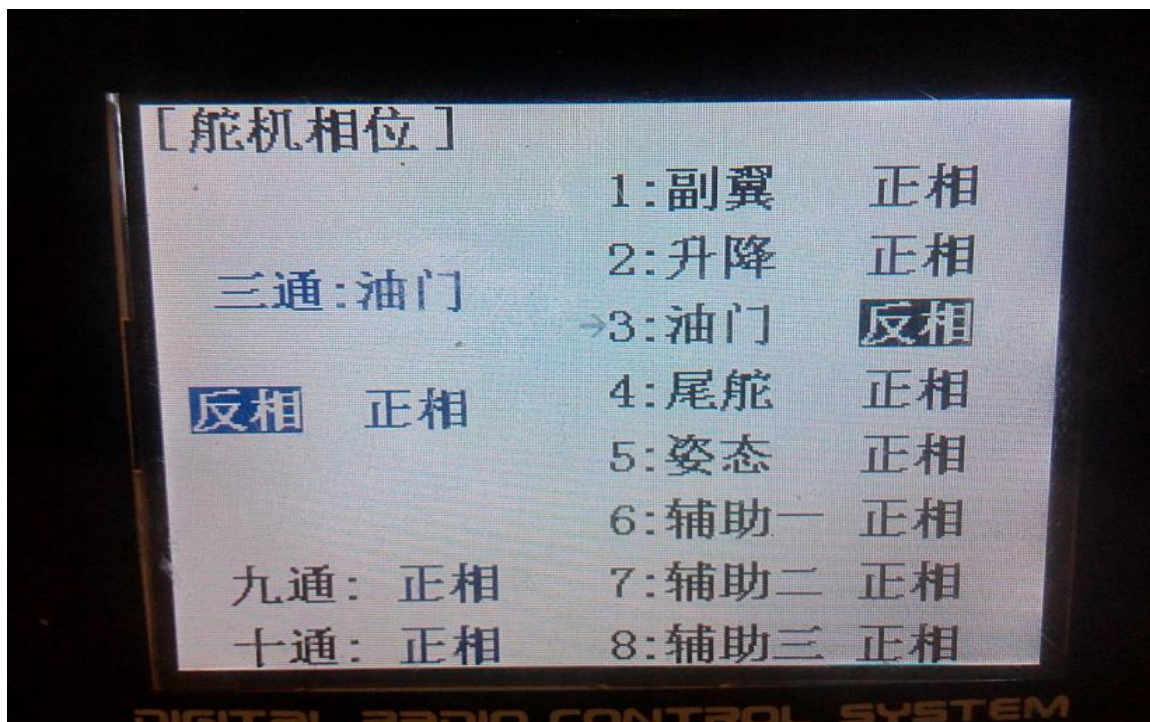 [舵机相位]
1:副翼 正相
2:升降 正相
三通:油门
→3:油门 反相
反相 正相
4:尾舵 正相
5:姿态 正相
6:辅助一 正相
九通: 正相
7:辅助二 正相
十通: 正相
8:辅助三 正相
DIGITAL RADIO CONTROL SYSTEM